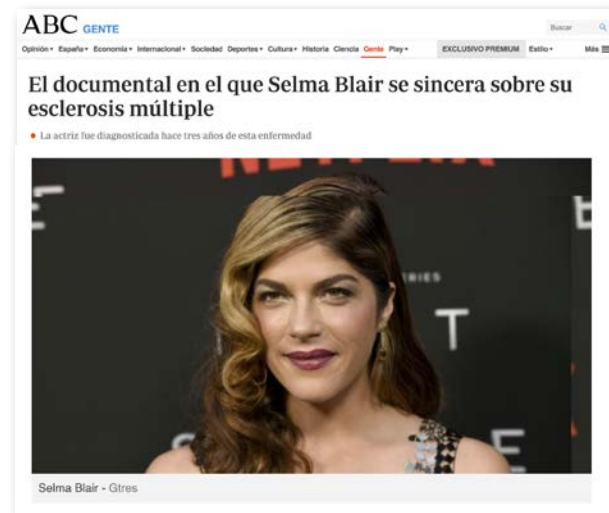 ABC GENTE
Buscar
Opinión España Economía Internacional Sociedad Deportes Cultura Historia Ciencia Gente Play EXCLUSIVO PREMIUM Estilo Más
El documental en el que Selma Blair se sincera sobre su
esclerosis múltiple
La actriz fue diagnosticada hace tres años de esta enfermedad
NETFLIX
E
RIES
T
E
Selma Blair - Gtres